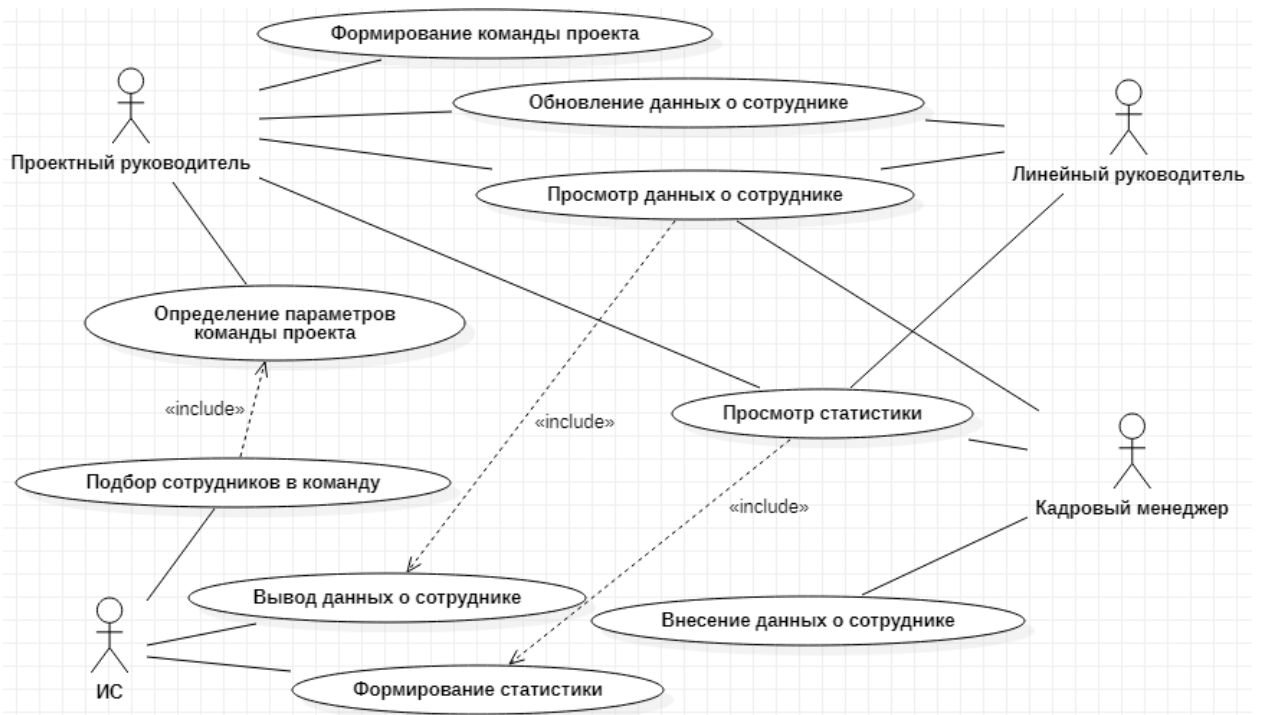 Формирование команды проекта
Обновление данных о сотруднике
Проектный руководитель
Линейный руководитель
Просмотр данных о сотруднике
Определение параметров
команды проекта
«include»
«include»
Просмотр статистики
Подбор сотрудников в команду
«include»
Кадровый менеджер
Вывод данных о сотруднике
Внесение данных о сотруднике
ИС
Формирование статистики